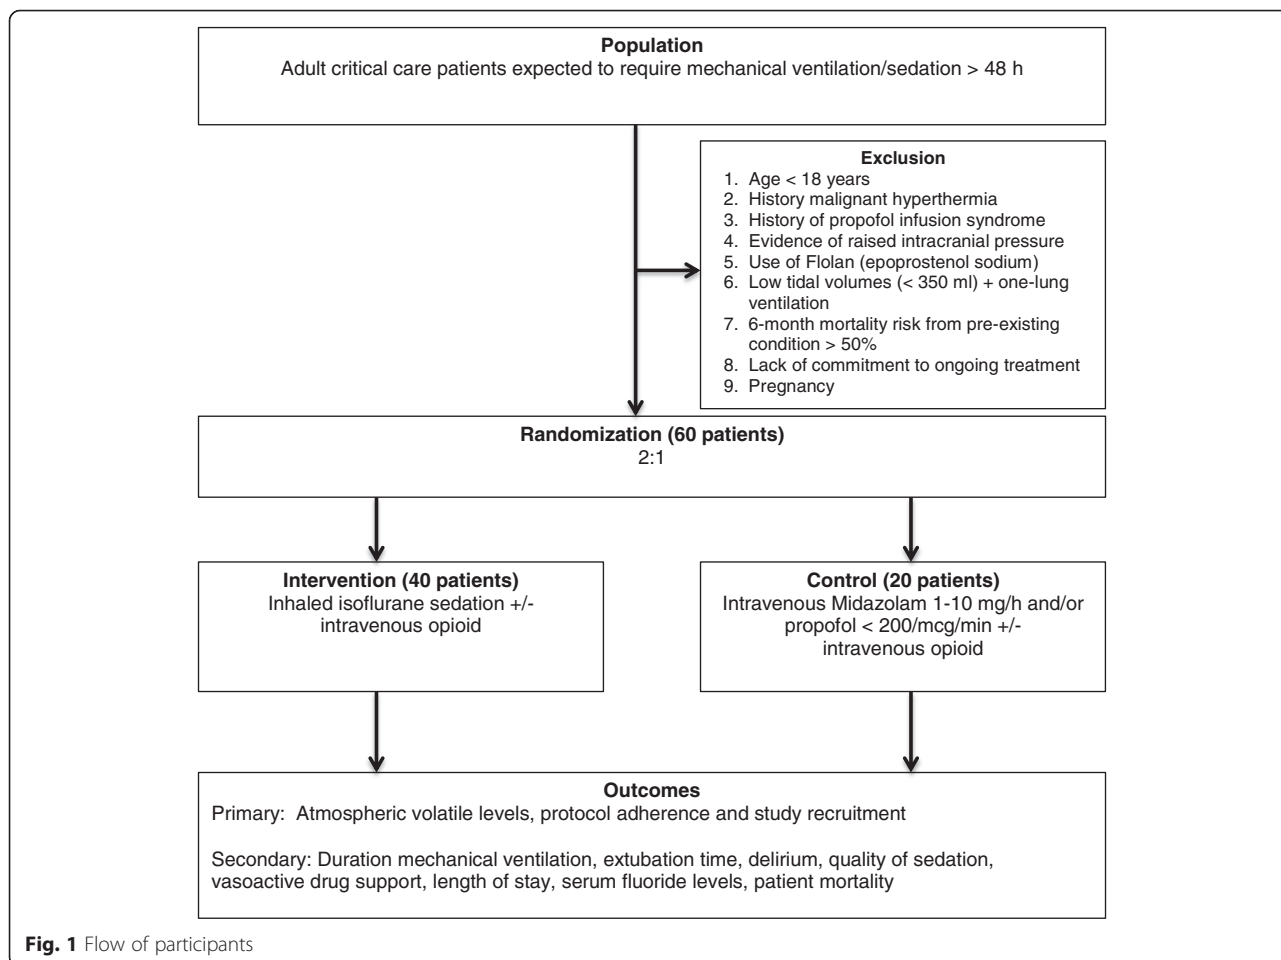 Population
Adult critical care patients expected to require mechanical ventilation/sedation > 48 h
Exclusion
1. Age < 18 years
2. History malignant hyperthermia
3. History of propofol infusion syndrome
4. Evidence of raised intracranial pressure
5. Use of Flolan (epoprostenol sodium)
6. Low tidal volumes (< 350 ml) + one-lung
ventilation
7. 6-month mortality risk from pre-existing
condition > 50%
8. Lack of commitment to ongoing treatment
9. Pregnancy
Randomization (60 patients)
2:1
Intervention (40 patients)
Inhaled isoflurane sedation +/-
intravenous opioid
Control (20 patients)
Intravenous Midazolam 1-10 mg/h and/or
propofol < 200/mcg/min +/-
intravenous opioid
Outcomes
Primary: Atmospheric volatile levels, protocol adherence and study recruitment
Secondary: Duration mechanical ventilation, extubation time, delirium, quality of sedation,
vasoactive drug support, length of stay, serum fluoride levels, patient mortality
Fig. 1 Flow of participants